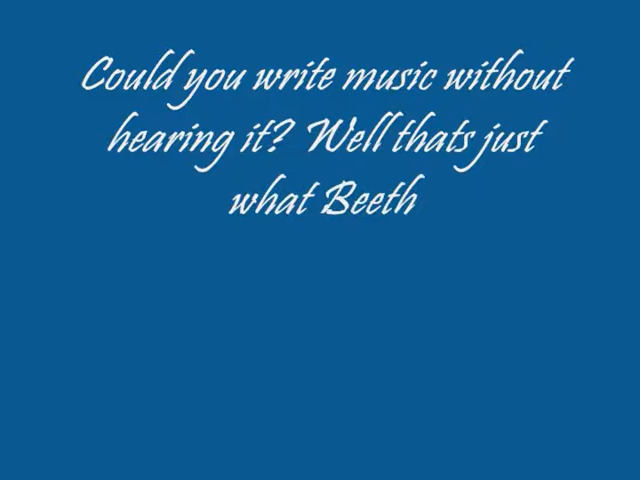 Could you write music without
hearing it? Well thats just
what Beeth